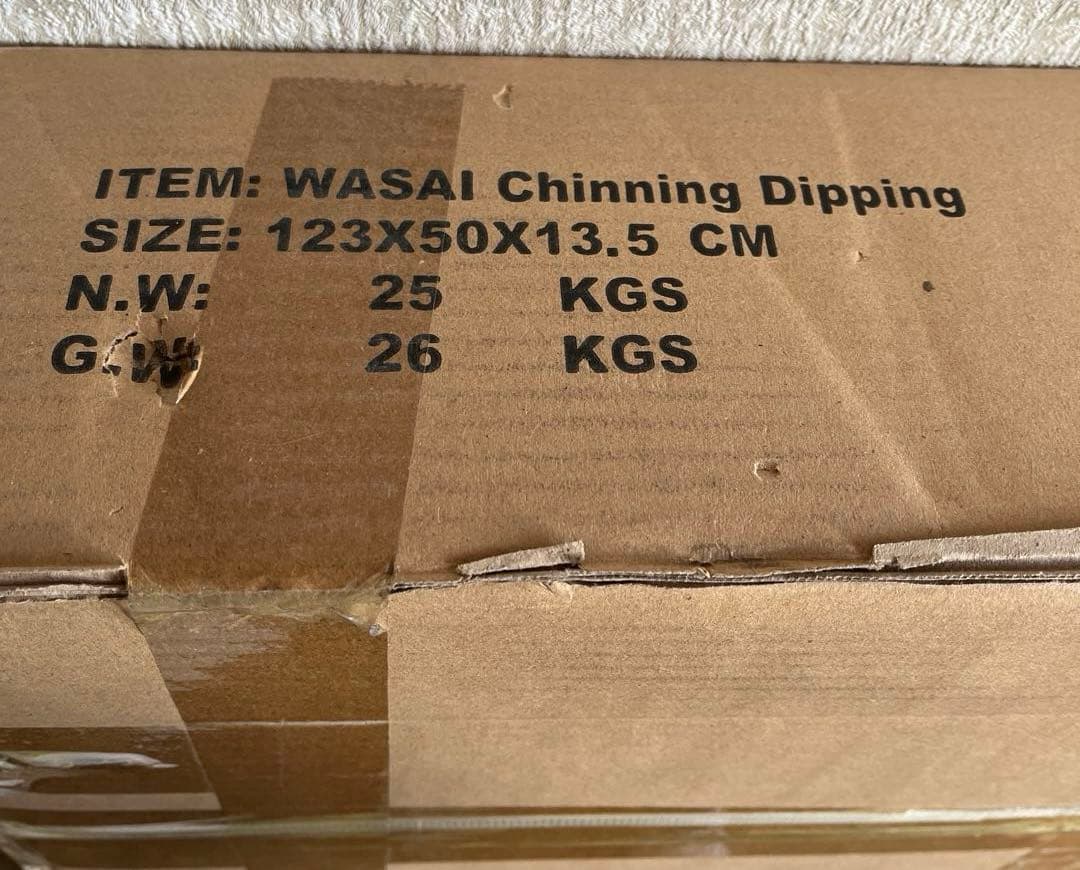 ITEM: WASAI Chinning Dipping
SIZE: 123X50X13.5 CM
N.W: 25 KGS
G.W: 26 KGS